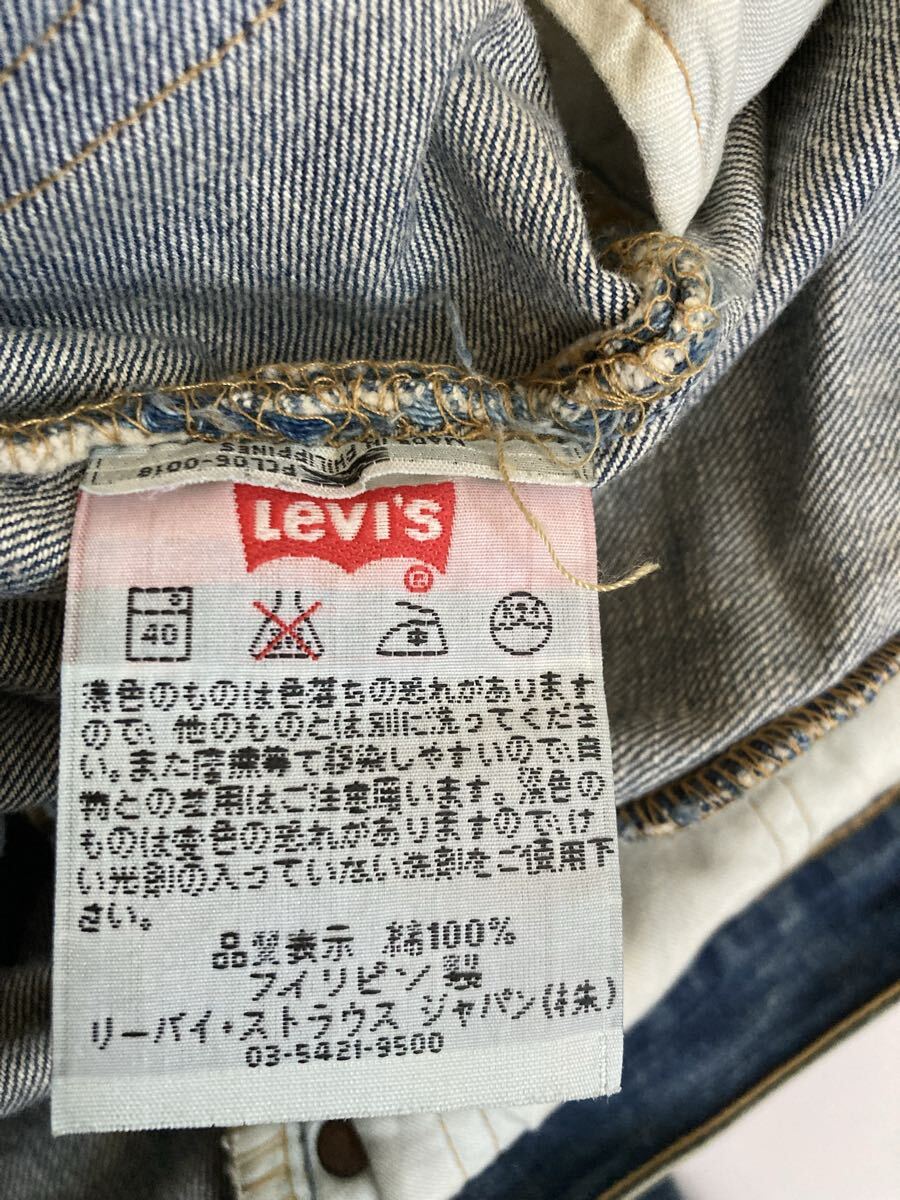 MADE IN
PHILIPPINES
PCL06-0018
Levi's
®
40
濃色のものは色落ちの恐れがあります
ので、他のものとは別に洗ってくださ
い。また摩擦等で移染しやすいので、白
物との着用はご注意願います。淡色の
ものは変色の恐れがありますので、け
い光剤の入っていない洗剤をご使用下
さい。
品質表示 綿100%
フィリピン製
リーバイ・ストラウス ジャパン(株)
03-5421-9500